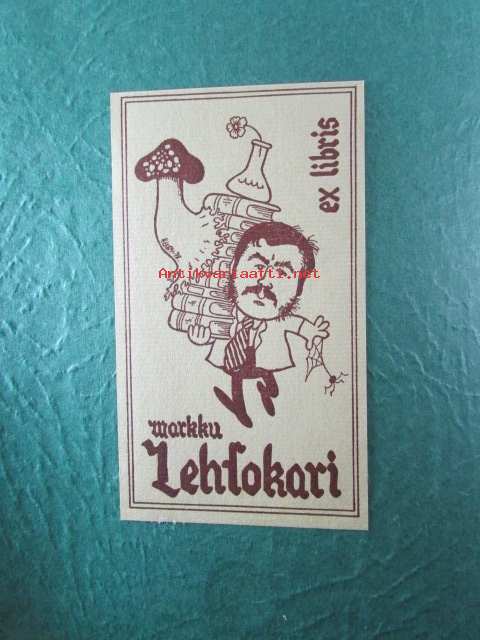 ex libris
Antikvariaatti.net
markku
Lehtokari